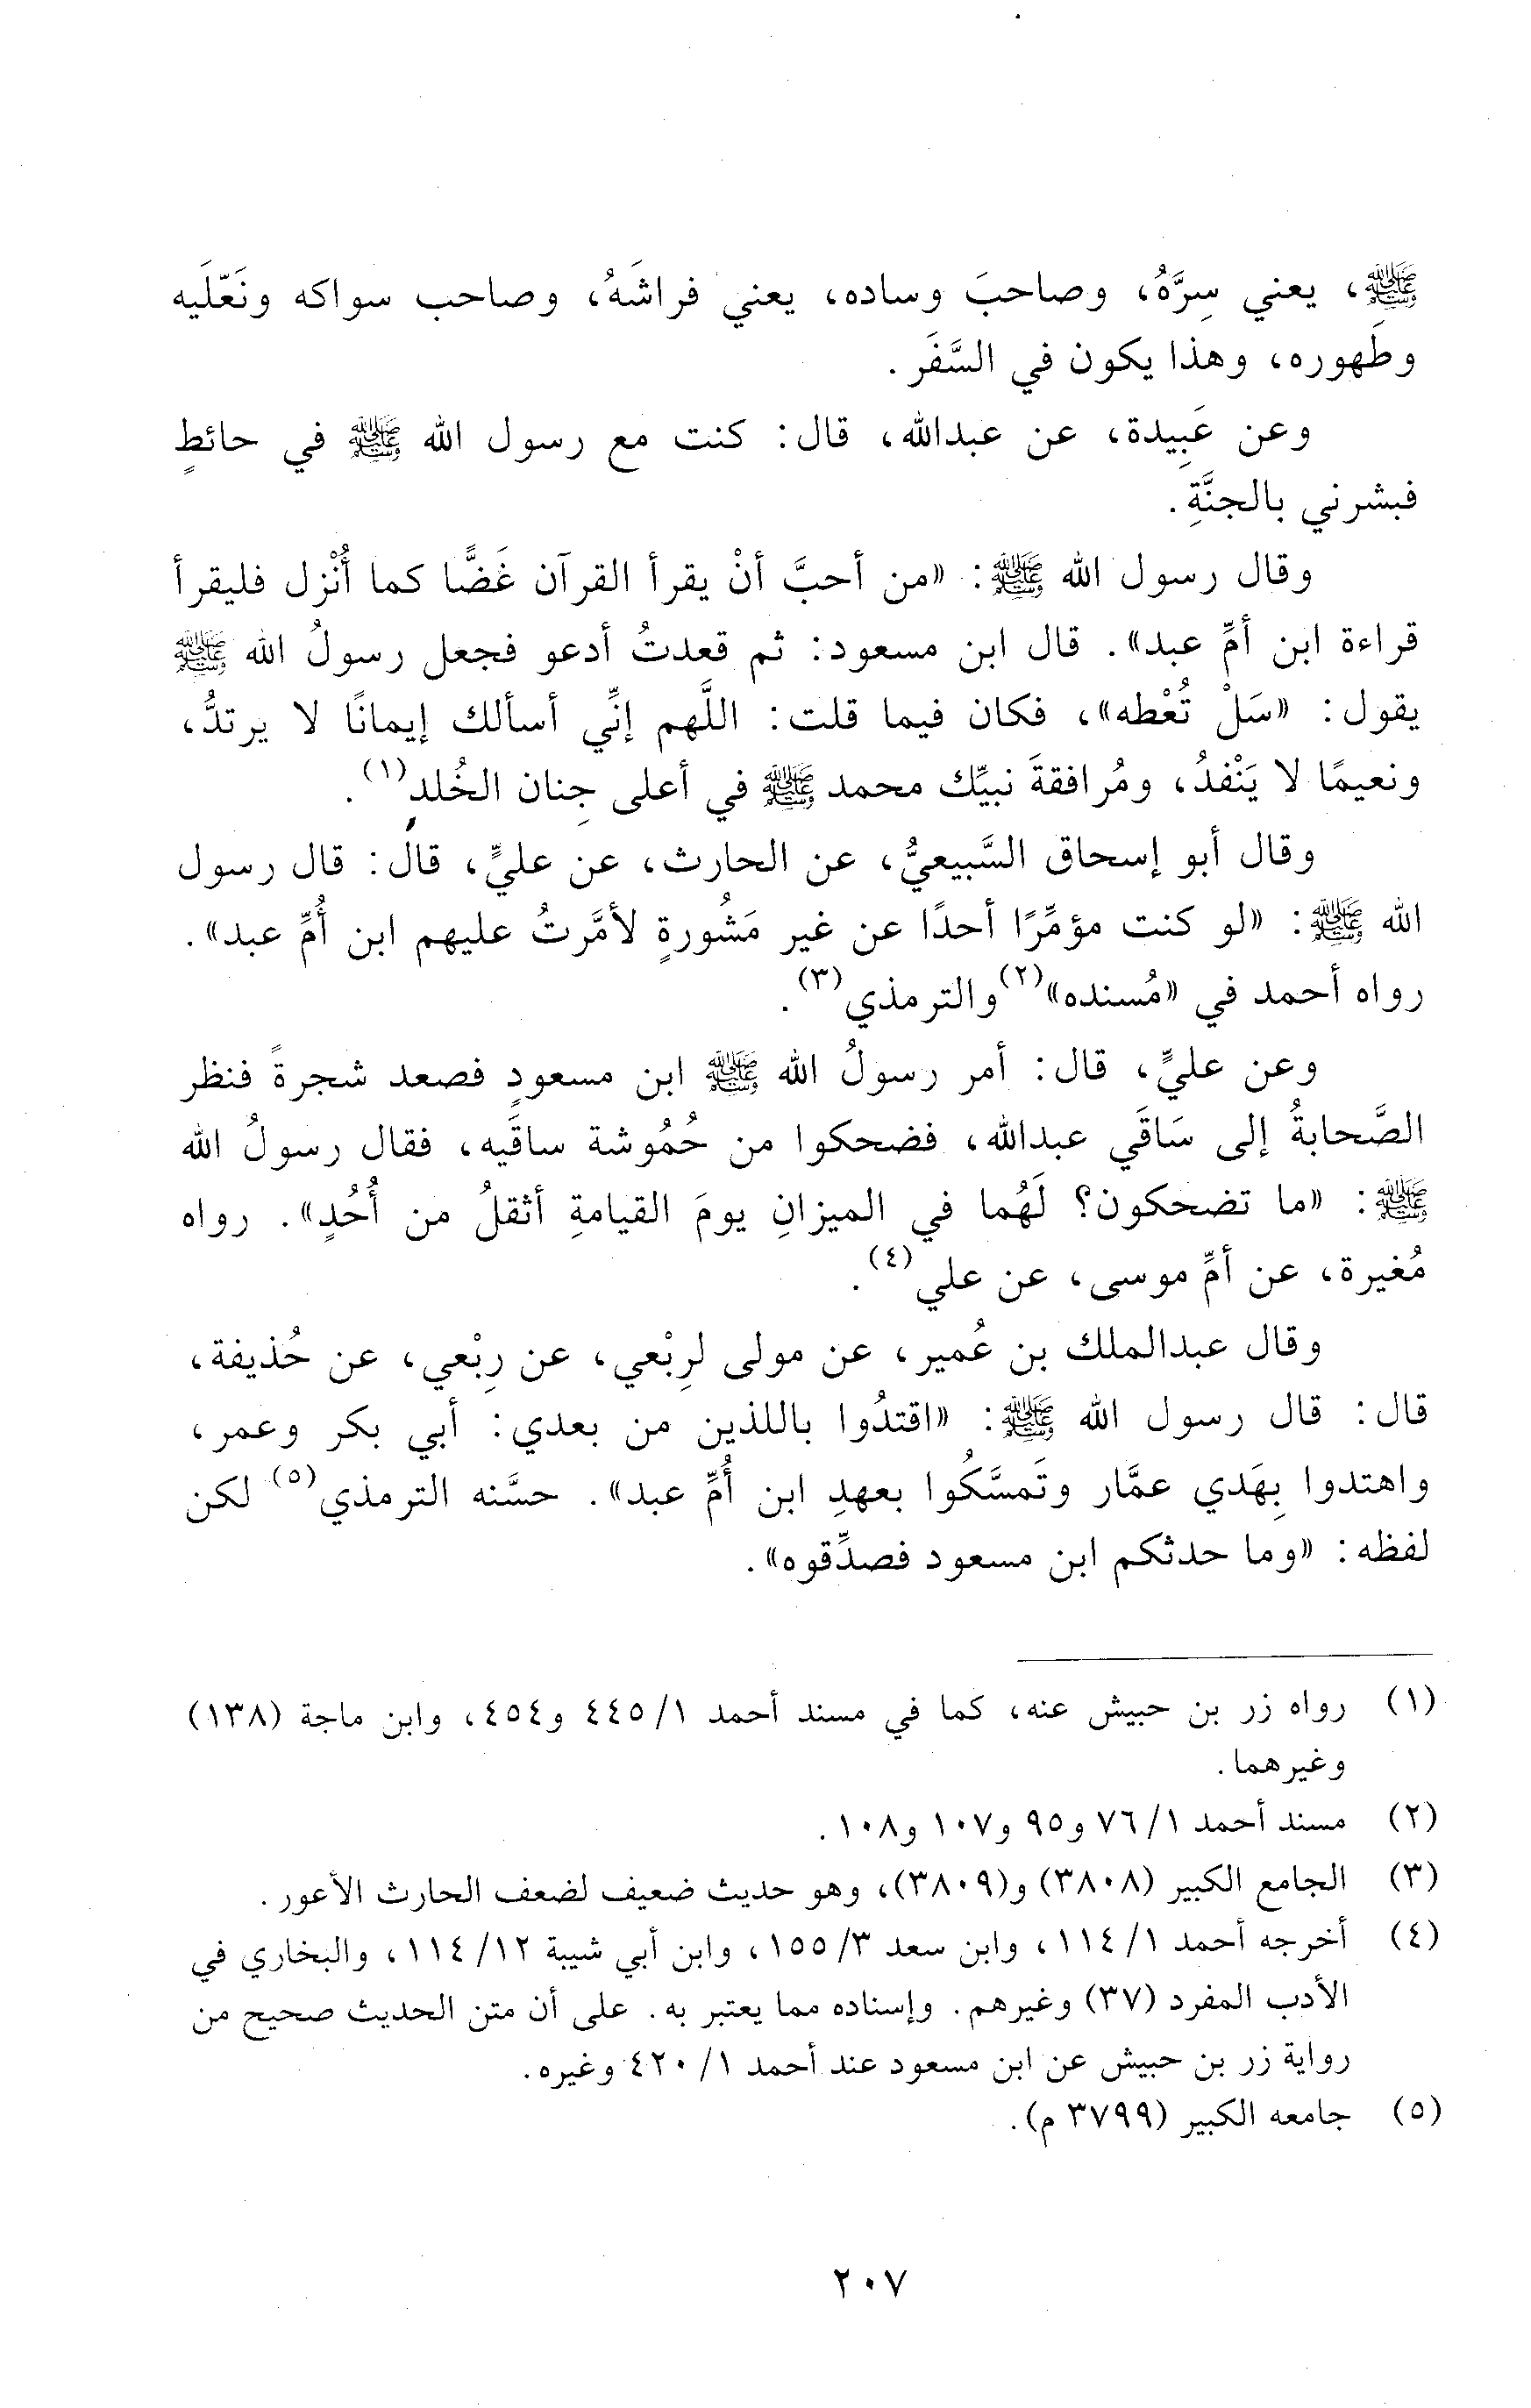 ﷺ، يعني سِرَّهُ، وصاحبَ وساده، يعني فراشَهُ، وصاحب سواكه ونَعّلَيه
وطَهوره، وهذا يكون في السَّفَر.
وعن عَبِيدة، عن عبدالله، قال: كنت مع رسول الله ﷺ في حائطٍ
فبشرني بالجنَّةِ.
وقال رسول الله ﷺ: «من أحبَّ أنْ يقرأ القرآن غَضًّا كما أُنْزل فليقرأ
قراءة ابن أمِّ عبد». قال ابن مسعود: ثم قعدتُ أدعو فجعل رسولُ الله ﷺ
يقول: «سَلْ تُعْطه»، فكان فيما قلت: اللَّهم إنِّي أسألك إيمانًا لا يرتدُّ،
ونعيمًا لا يَنْفدُ، ومُرافقةَ نبيِّك محمد ﷺ في أعلى جِنان الخُلد(١).
وقال أبو إسحاق السَّبيعيُّ، عن الحارث، عن عليٍّ، قال: قال رسول
الله ﷺ: «لو كنت مؤمِّرًا أحدًا عن غير مَشُورةٍ لأمَّرتُ عليهم ابن أُمِّ عبد».
رواه أحمد في «مُسنده»(٢) والترمذي(٣).
وعن عليٍّ، قال: أمر رسولُ الله ﷺ ابن مسعودٍ فصعد شجرةً فنظر
الصَّحابةُ إلى سَاقَي عبدالله، فضحكوا من حُمُوشة ساقَيه، فقال رسولُ الله
ﷺ: «ما تضحكون؟ لَهُما في الميزانِ يومَ القيامةِ أثقلُ من أُحُدٍ». رواه
مُغيرة، عن أمِّ موسى، عن علي(٤).
وقال عبدالملك بن عُمير، عن مولى لرِبْعي، عن رِبْعي، عن حُذيفة،
قال: قال رسول الله ﷺ: «اقتدُوا باللذين من بعدي: أبي بكر وعمر،
واهتدوا بِهَدي عمَّار وتَمسَّكُوا بعهدِ ابن أُمِّ عبد». حسَّنه الترمذي(٥) لكن
لفظه: «وما حدثكم ابن مسعود فصدِّقوه».
(١) رواه زر بن حبيش عنه، كما في مسند أحمد ١/ ٤٤٥ و٤٥٤، وابن ماجة (١٣٨)
وغيرهما.
(٢) مسند أحمد ١/ ٧٦ و٩٥ و١٠٧ و١٠٨.
(٣) الجامع الكبير (٣٨٠٨) و(٣٨٠٩)، وهو حديث ضعيف لضعف الحارث الأعور.
(٤) أخرجه أحمد ١/ ١١٤، وابن سعد ٣/ ١٥٥، وابن أبي شيبة ١٢/ ١١٤، والبخاري في
الأدب المفرد (٣٧) وغيرهم. وإسناده مما يعتبر به. على أن متن الحديث صحيح من
رواية زر بن حبيش عن ابن مسعود عند أحمد ١/ ٤٢٠ وغيره.
(٥) جامعه الكبير (٣٧٩٩ م).
٢٠٧